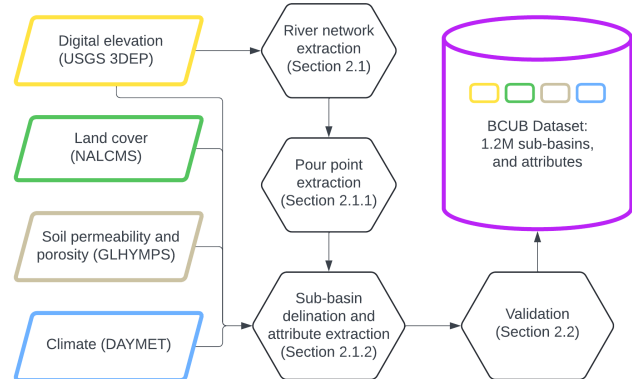 Digital elevation
(USGS 3DEP)
River network
extraction
(Section 2.1)
Land cover
(NALCMS)
BCUB Dataset:
1.2M sub-basins,
and attributes
Pour point
extraction
(Section 2.1.1)
Soil permeability and
porosity (GLHYMPS)
Sub-basin
delination and
attribute extraction
(Section 2.1.2)
Validation
(Section 2.2)
Climate (DAYMET)